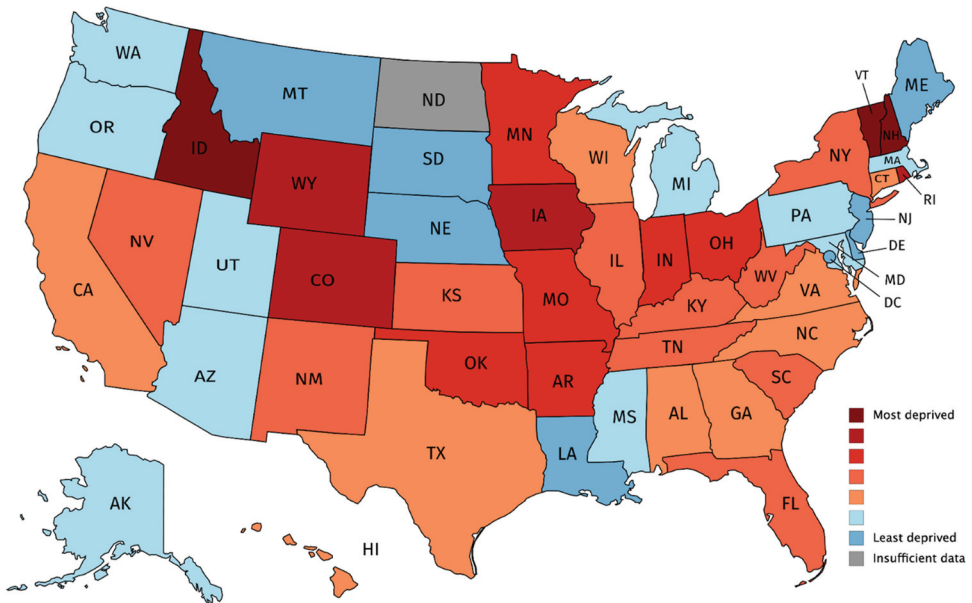 WA
MT
ND
MN
VT
ME
OR
ID
SD
WI
NY
NH
MA
WY
MI
CT
RI
IA
PA
NJ
NE
NV
UT
OH
DE
IL
IN
MD
CO
WV
DC
CA
KS
MO
KY
VA
NC
TN
AZ
NM
OK
AR
SC
MS
AL
GA
Most deprived
TX
LA
AK
FL
Least deprived
HI
Insufficient data